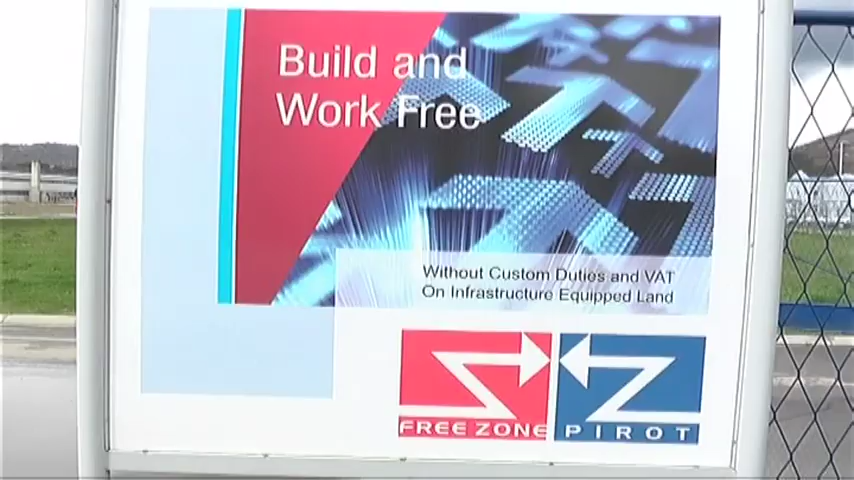 Build and
Work Free
Without Custom Duties and VAT
On Infrastructure Equipped Land
FREE ZONE PIROT